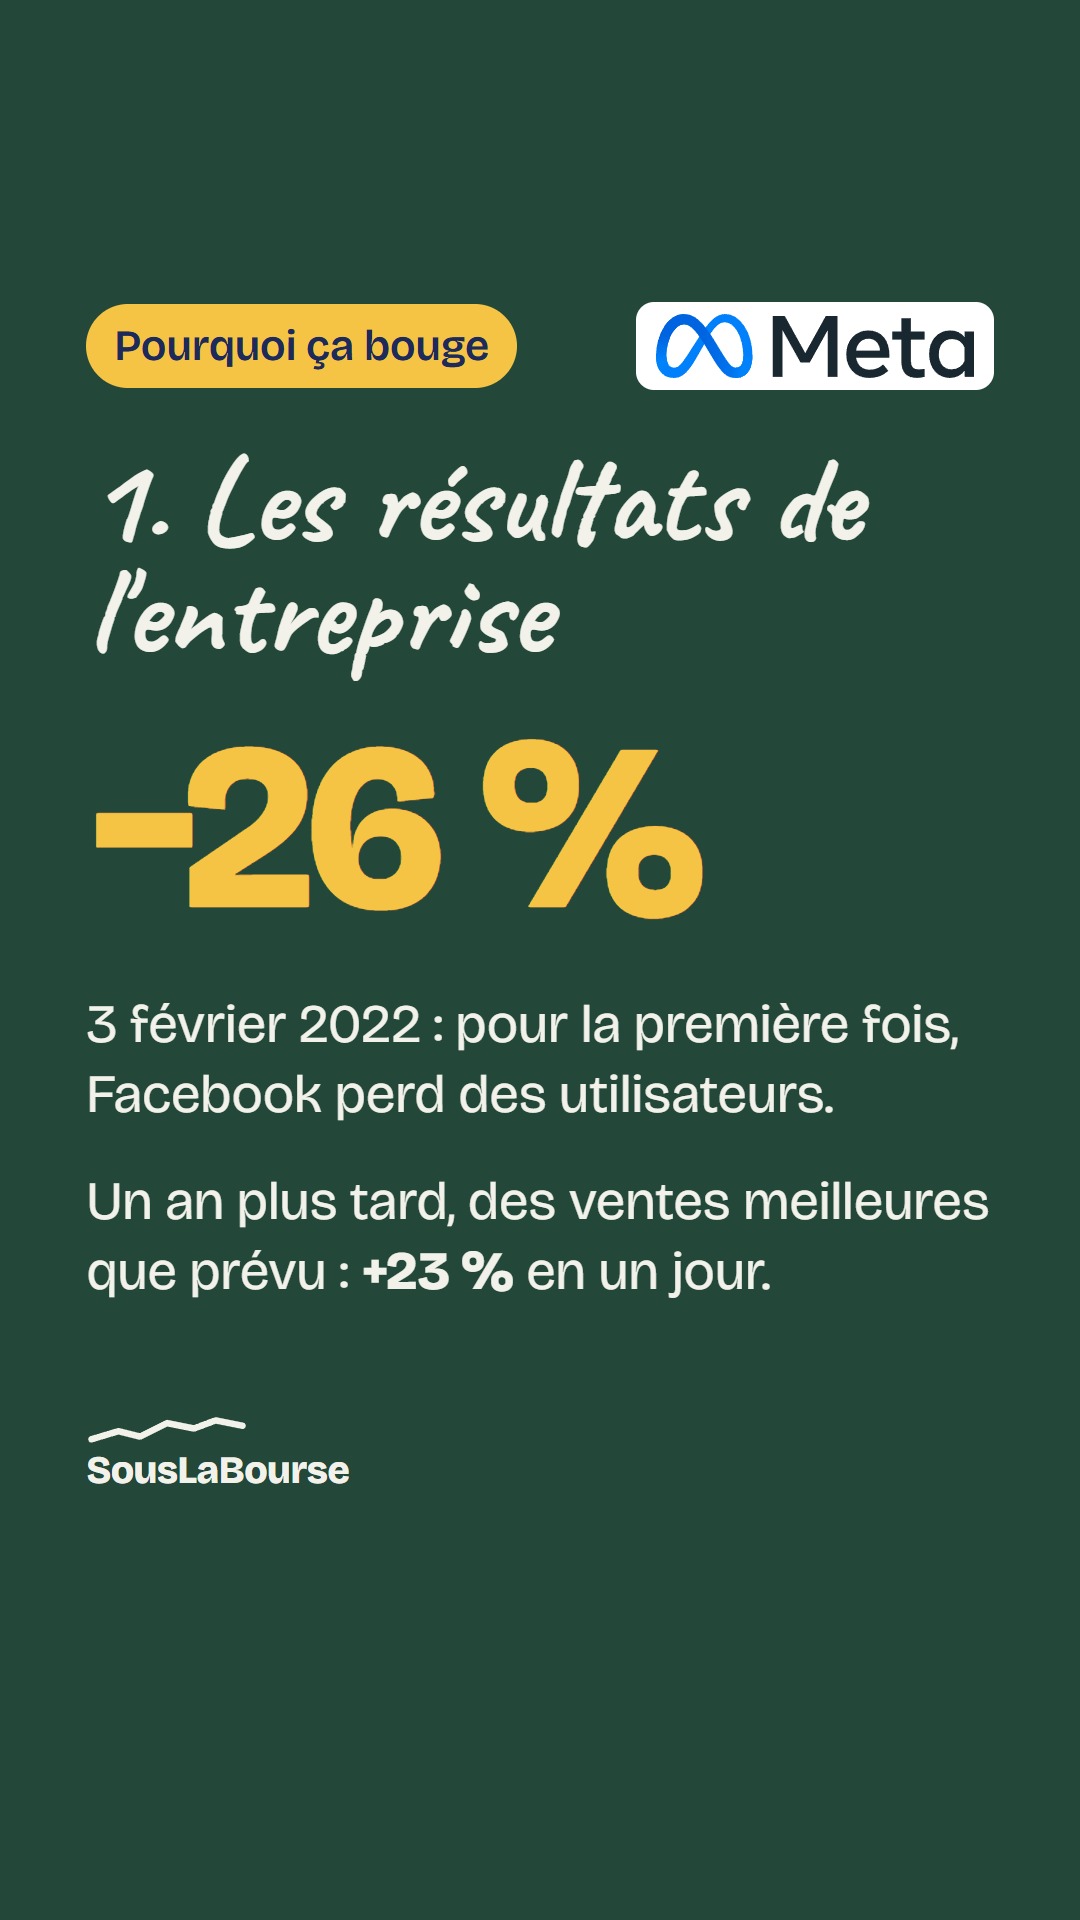 Pourquoi ça bouge
Meta
1. Les résultats de
l'entreprise
-26 %
3 février 2022 : pour la première fois,
Facebook perd des utilisateurs.
Un an plus tard, des ventes meilleures
que prévu : +23 % en un jour.
SousLaBourse